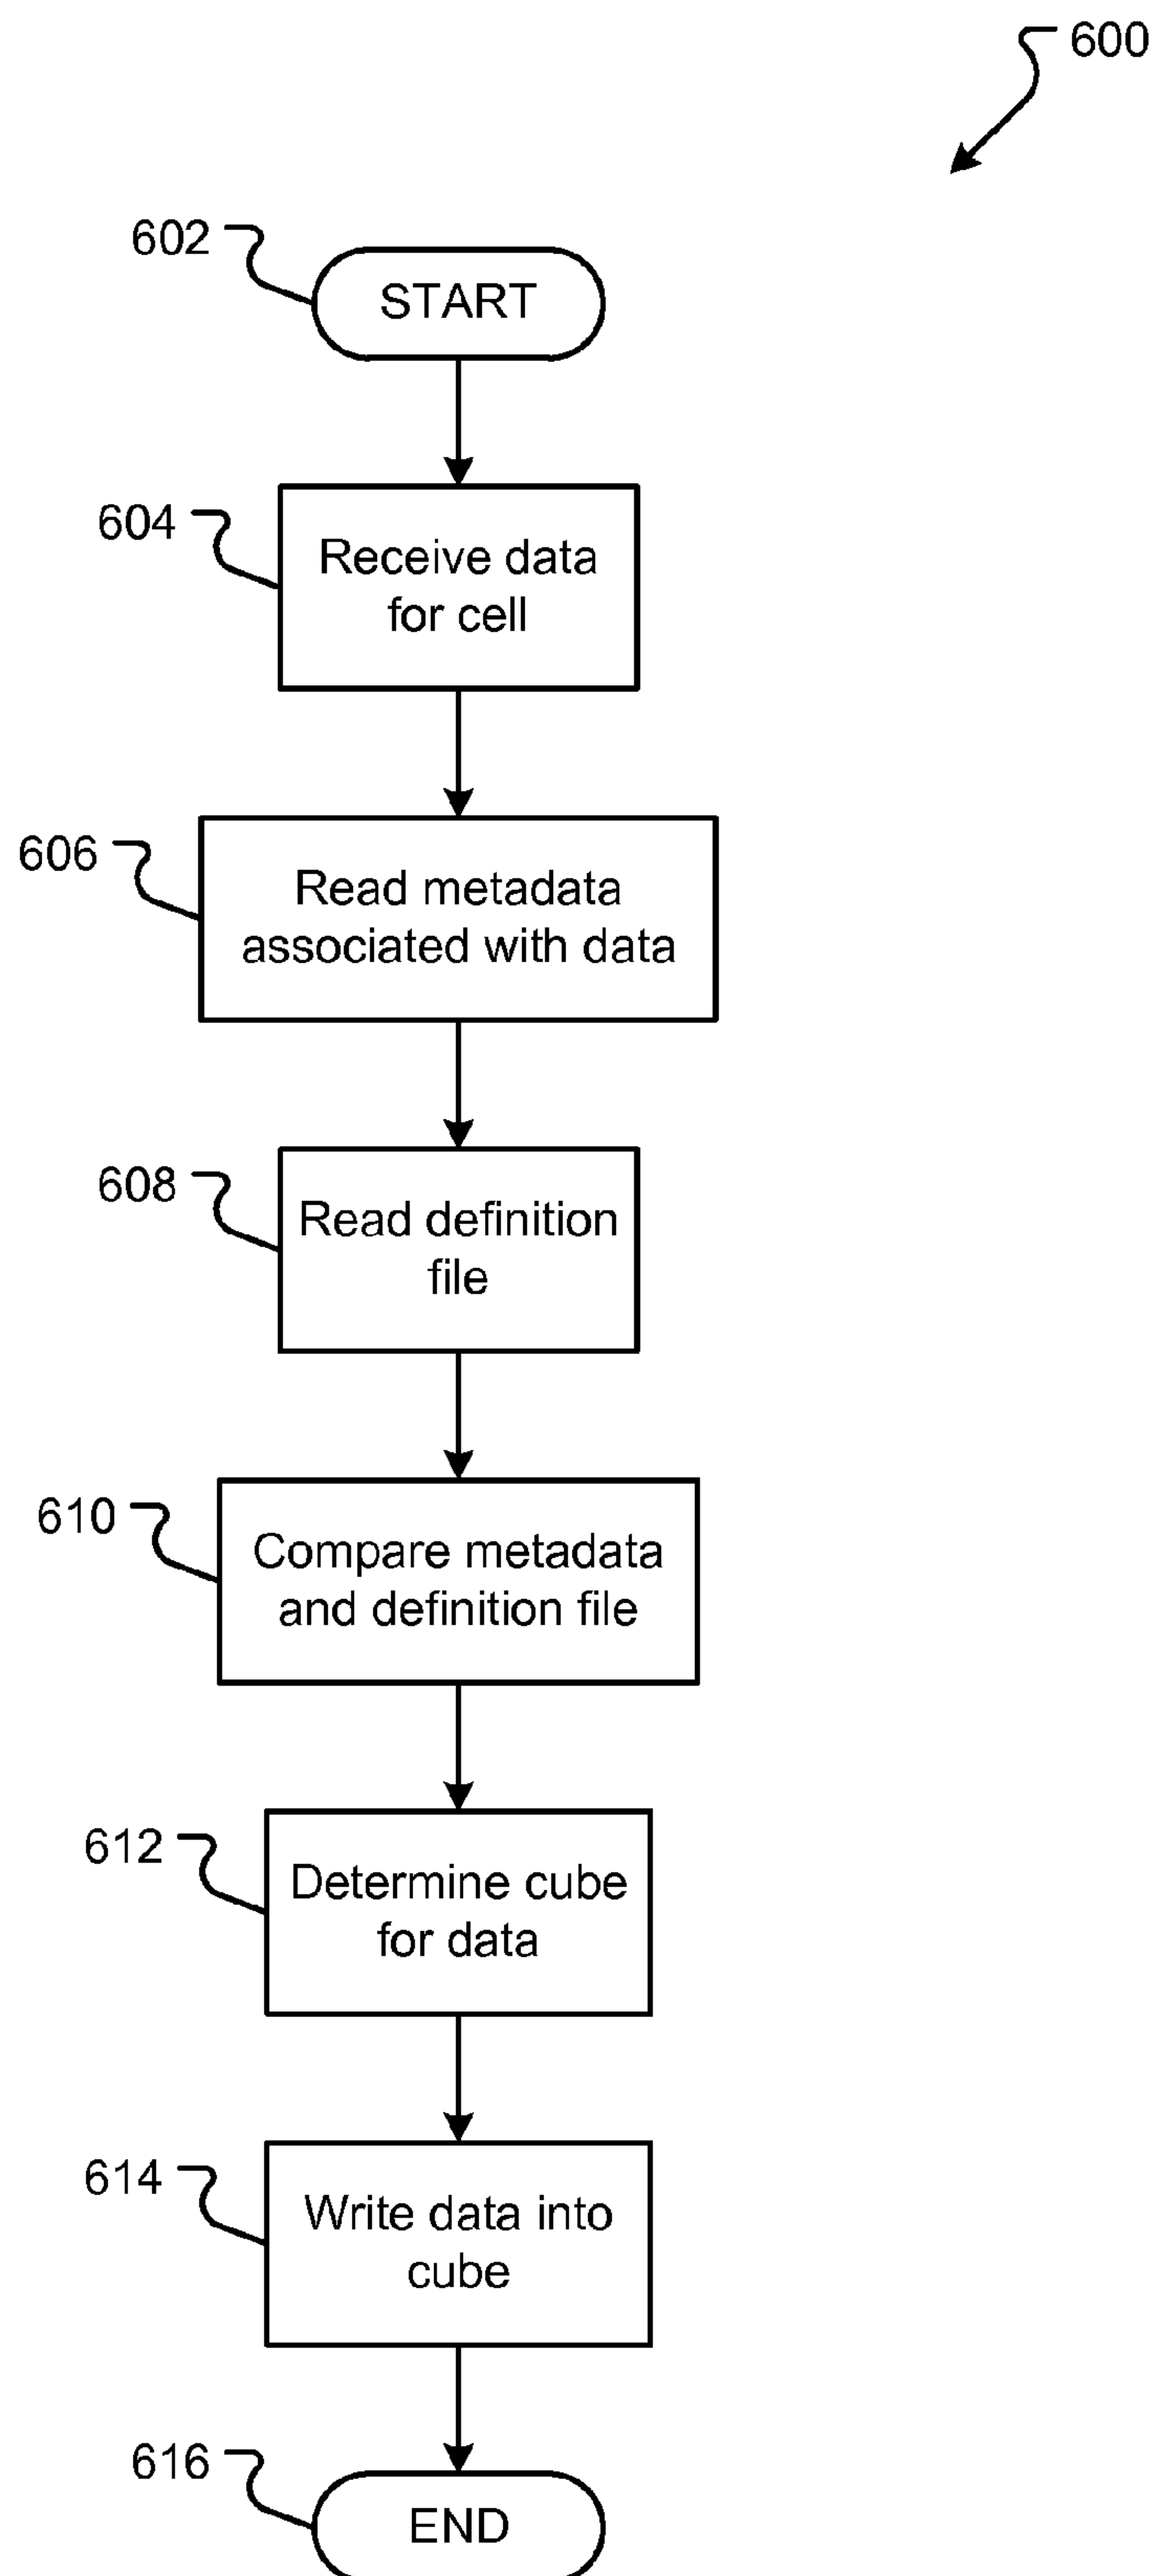 600
602
START
604
Receive data
for cell
606
Read metadata
associated with data
608
Read definition
file
610
Compare metadata
and definition file
612
Determine cube
for data
614
Write data into
cube
616
END